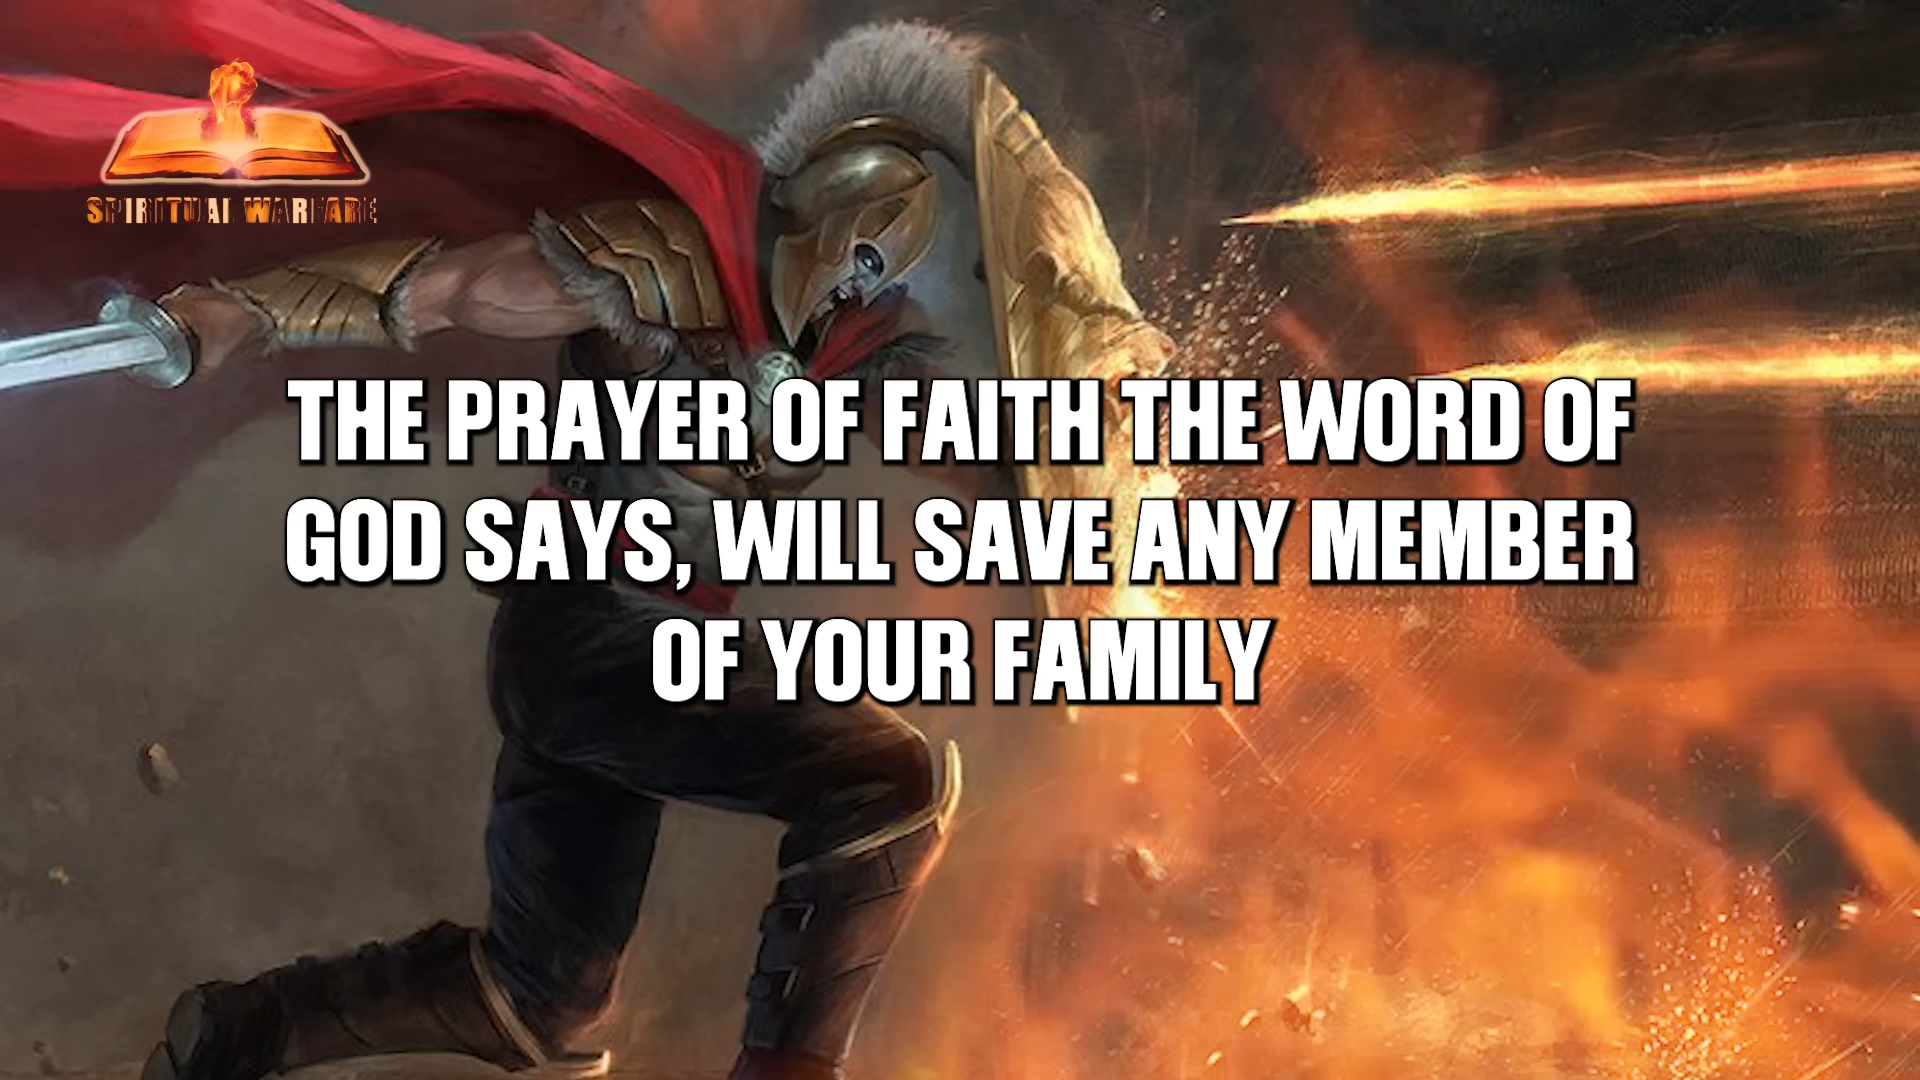 SPIRITUAL WARFARE
THE PRAYER OF FAITH THE WORD OF
GOD SAYS, WILL SAVE ANY MEMBER
OF YOUR FAMILY